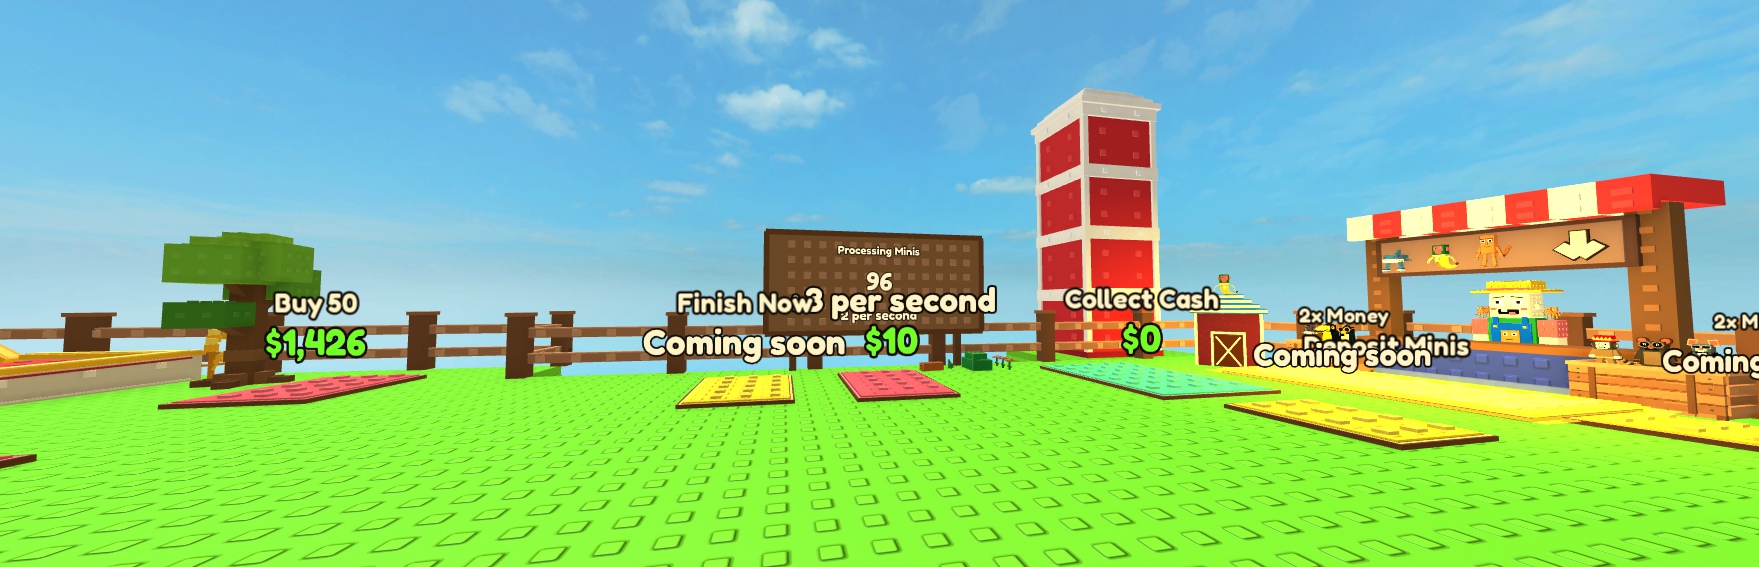 Processing Minis
96
2 per second
Buy 50
$1,426
Finish Now
Coming soon
3 per second
$10
Collect Cash
$0
2x Money
Deposit Minis
Coming soon
2x M
Coming